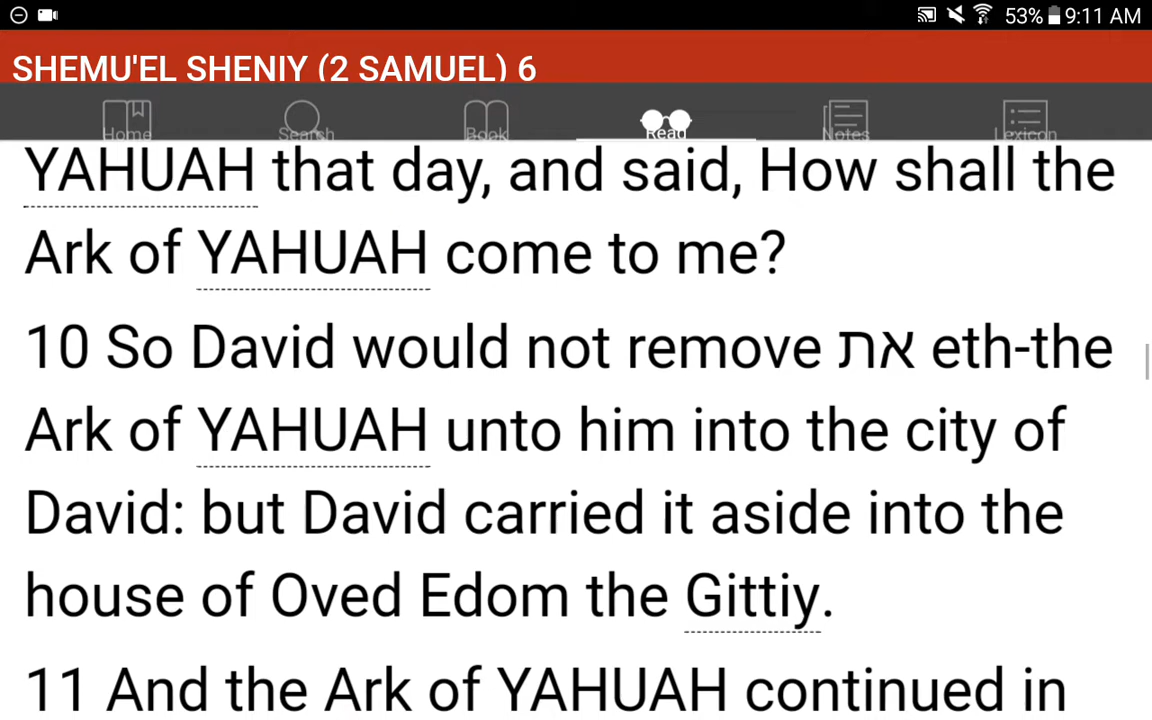 53% 9:11 AM
SHEMU'EL SHENIY (2 SAMUEL) 6
Home Search Book Read Notes Lexicon
YAHUAH that day, and said, How shall the
Ark of YAHUAH come to me?
10 So David would not remove את eth-the
Ark of YAHUAH unto him into the city of
David: but David carried it aside into the
house of Oved Edom the Gittiy.
11 And the Ark of YAHUAH continued in